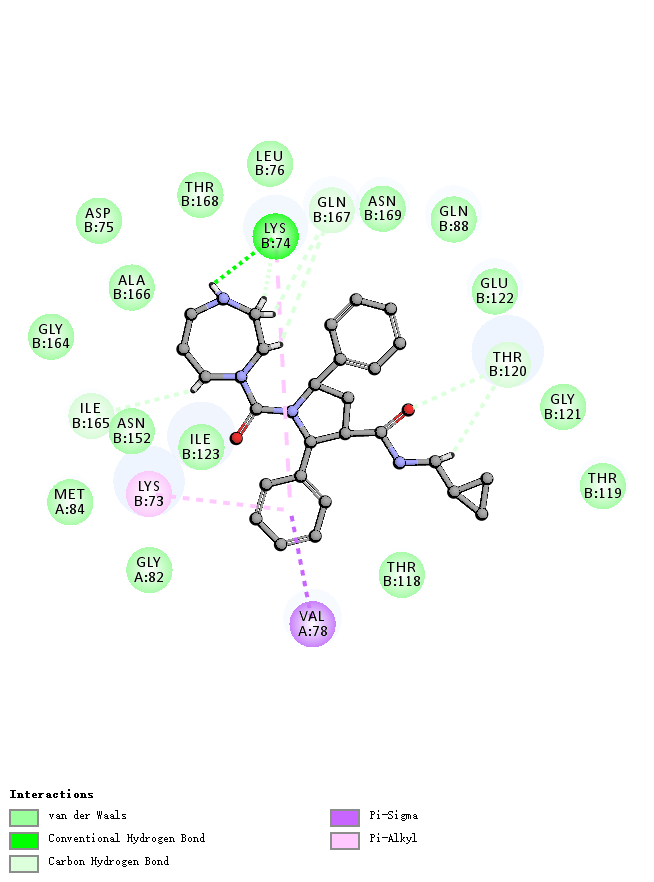 LEU
B:76
THR
B:168
GLN
B:167
ASN
B:169
ASP
B:75
GLN
B:88
LYS
B:74
ALA
B:166
GLU
B:122
GLY
B:164
THR
B:120
ILE
B:165
GLY
B:121
ASN
B:152
ILE
B:123
MET
A:84
LYS
B:73
THR
B:119
GLY
A:82
THR
B:118
VAL
A:78
Interactions
van der Waals
Conventional Hydrogen Bond
Carbon Hydrogen Bond
Pi-Sigma
Pi-Alkyl